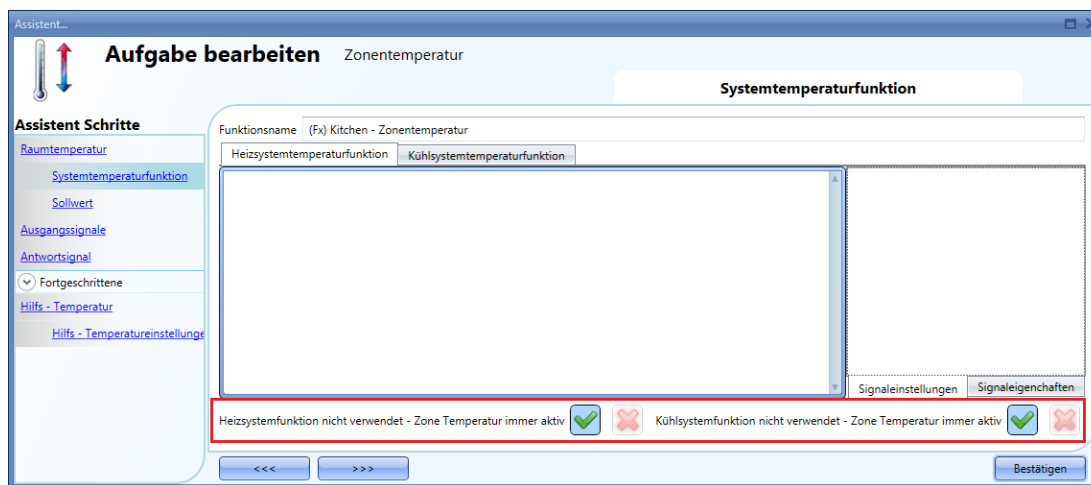 Assistent...
Aufgabe bearbeiten Zonentemperatur
Systemtemperaturfunktion
Assistent Schritte
Raumtemperatur
Systemtemperaturfunktion
Sollwert
Ausgangssignale
Antwortsignal
Fortgeschrittene
Hilfs - Temperatur
Hilfs - Temperatureinstellunge
Funktionsname (Fx) Kitchen - Zonentemperatur
Heizsystemtemperaturfunktion Kühlsystemtemperaturfunktion
Signaleinstellungen Signaleigenchaften
Heizsystemfunktion nicht verwendet - Zone Temperatur immer aktiv Kühlsystemfunktion nicht verwendet - Zone Temperatur immer aktiv
<<< >>> Bestätigen